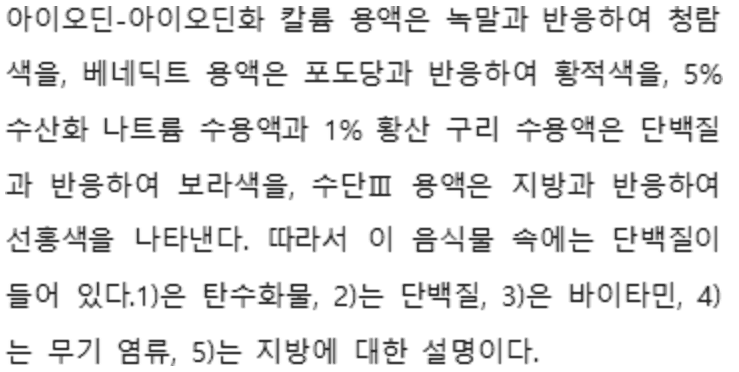 아이오딘-아이오딘화 칼륨 용액은 녹말과 반응하여 청람
색을, 베네딕트 용액은 포도당과 반응하여 황적색을, 5%
수산화 나트륨 수용액과 1% 황산 구리 수용액은 단백질
과 반응하여 보라색을, 수단Ⅲ 용액은 지방과 반응하여
선홍색을 나타낸다. 따라서 이 음식물 속에는 단백질이
들어 있다.1)은 탄수화물, 2)는 단백질, 3)은 바이타민, 4)
는 무기 염류, 5)는 지방에 대한 설명이다.